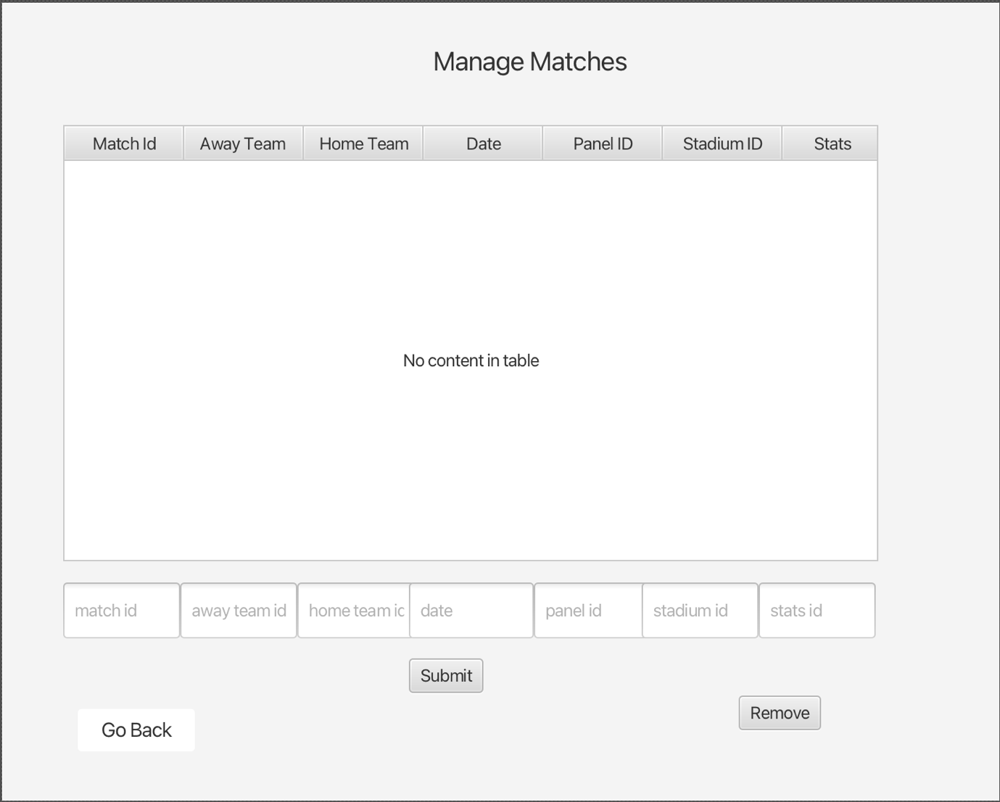 Manage Matches
Match Id Away Team Home Team Date Panel ID Stadium ID Stats
No content in table
match id away team id home team id date panel id stadium id stats id
Submit
Remove
Go Back